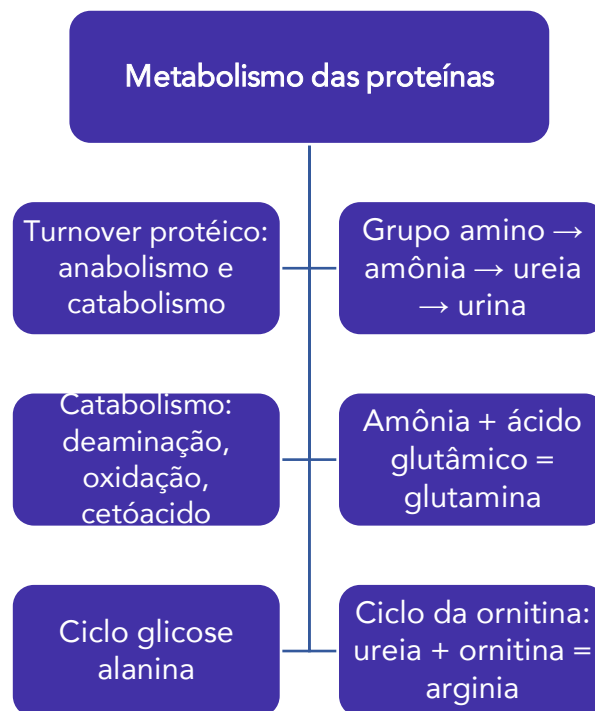 Metabolismo das proteínas
Turnover protéico:
anabolismo e
catabolismo
Grupo amino →
amônia → ureia
→ urina
Catabolismo:
deaminação,
oxidação,
cetóacido
Amônia + ácido
glutâmico =
glutamina
Ciclo glicose
alanina
Ciclo da ornitina:
ureia + ornitina =
arginia